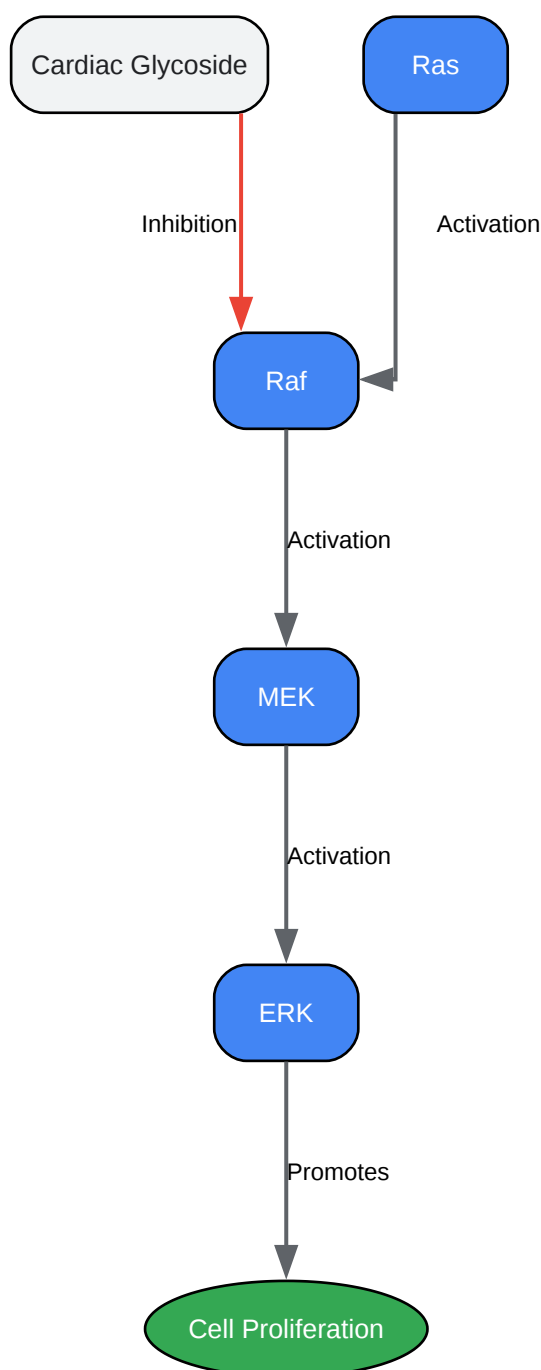 Cardiac Glycoside
Ras
Inhibition
Activation
Raf
Activation
MEK
Activation
ERK
Promotes
Cell Proliferation